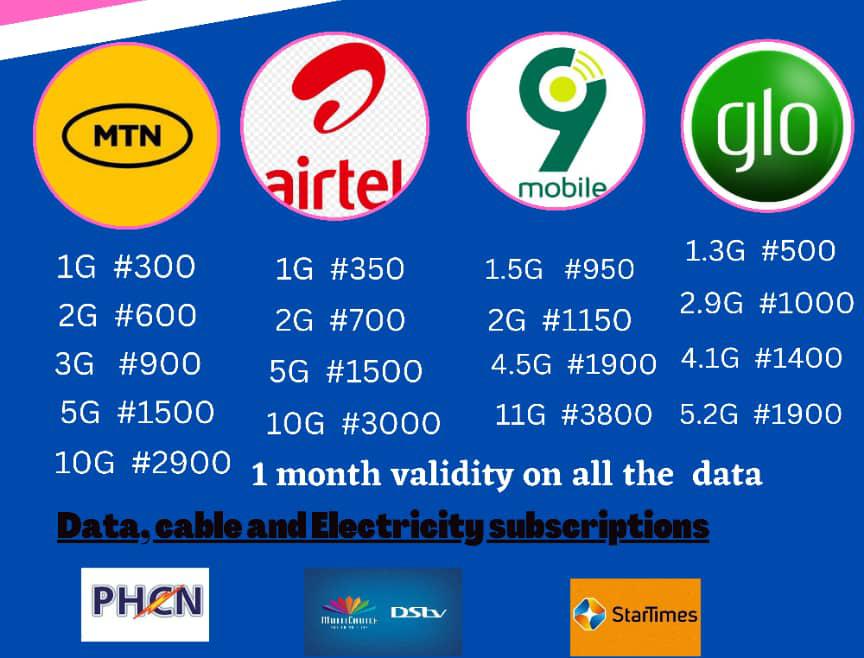 MTN
airtel
9
mobile
glo
1G #300
2G #600
3G #900
5G #1500
10G #2900
1G #350
2G #700
5G #1500
10G #3000
1.5G #950
2G #1150
4.5G #1900
11G #3800
1.3G #500
2.9G #1000
4.1G #1400
5.2G #1900
1 month validity on all the data
Data, cable and Electricity subscriptions
PHCN
MULTICHOICE
DStv
StarTimes